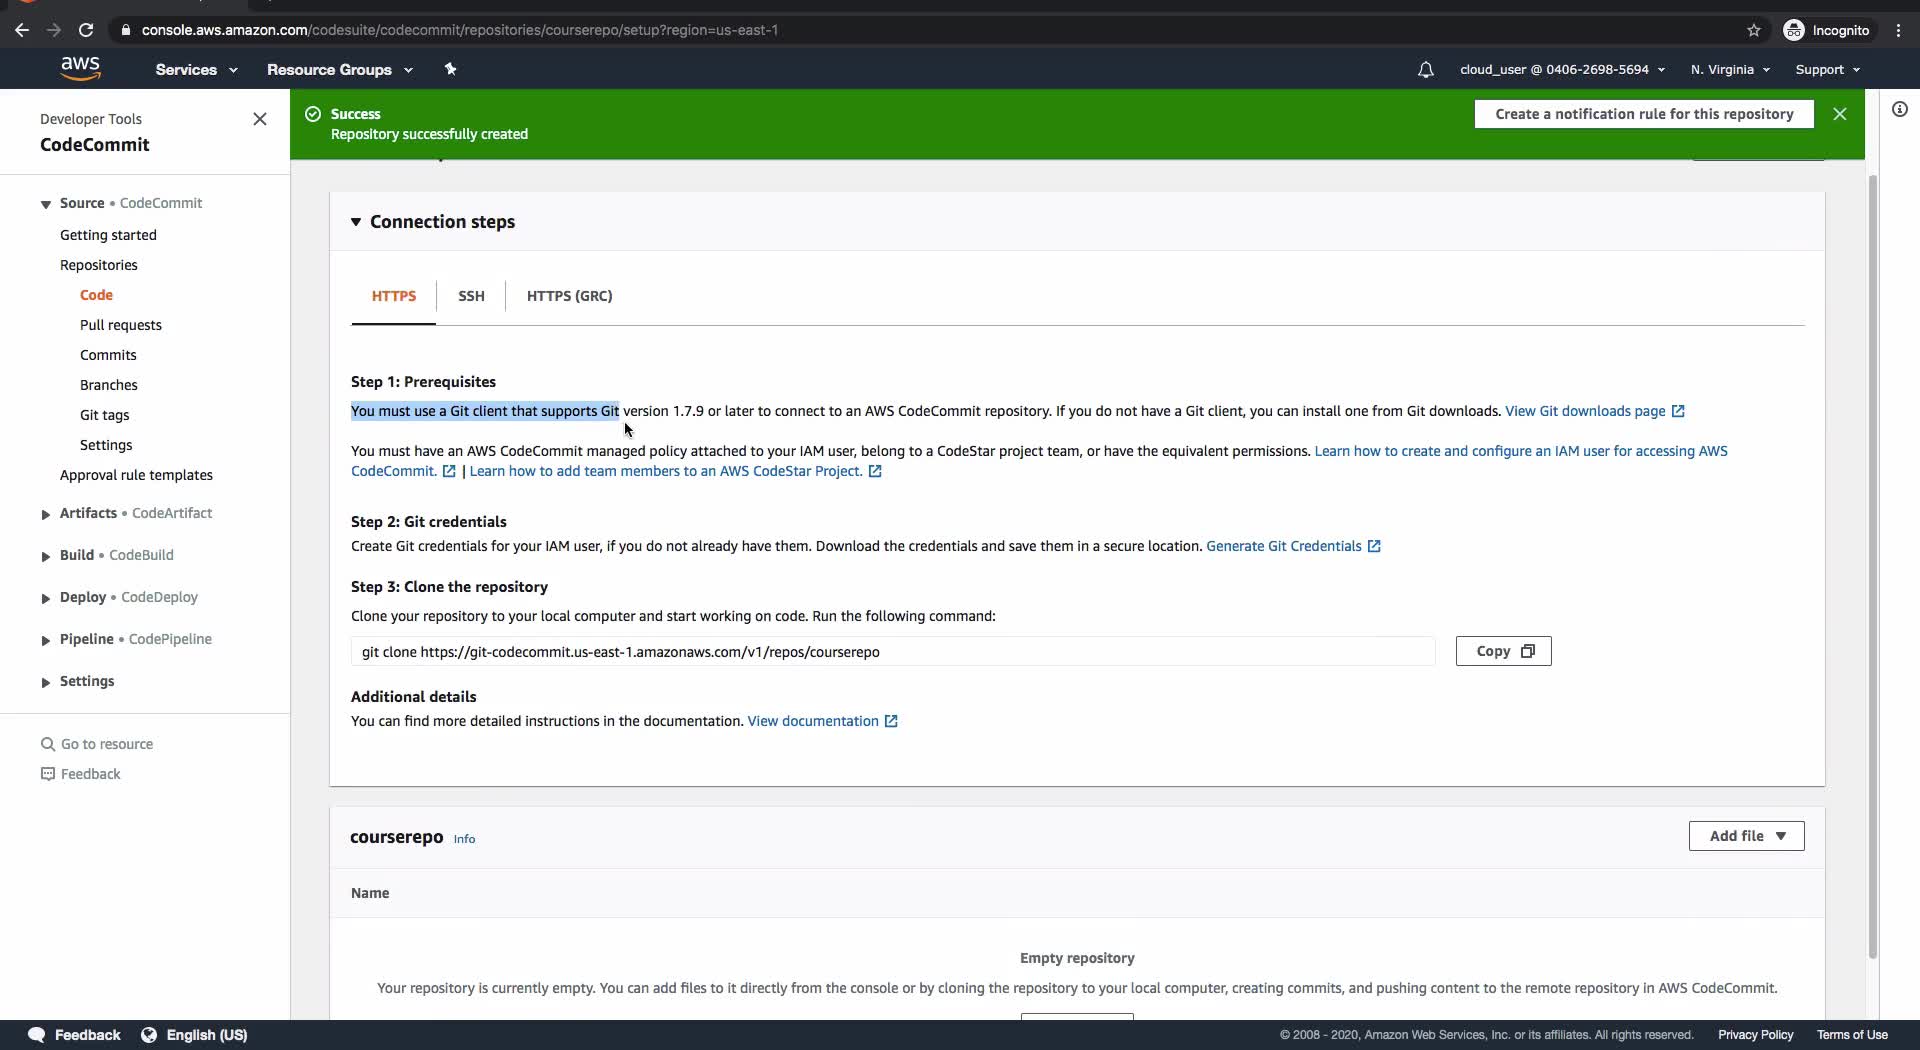 console.aws.amazon.com/codesuite/codecommit/repositories/courserepo/setup?region=us-east-1
Incognito
aws
Services
Resource Groups
cloud_user @ 0406-2698-5694
N. Virginia
Support
Developer Tools
CodeCommit
Source • CodeCommit
Getting started
Repositories
Code
Pull requests
Commits
Branches
Git tags
Settings
Approval rule templates
Artifacts • CodeArtifact
Build • CodeBuild
Deploy • CodeDeploy
Pipeline • CodePipeline
Settings
Go to resource
Feedback
Success
Repository successfully created
Create a notification rule for this repository
Connection steps
HTTPS
SSH
HTTPS (GRC)
Step 1: Prerequisites
You must use a Git client that supports Git version 1.7.9 or later to connect to an AWS CodeCommit repository. If you do not have a Git client, you can install one from Git downloads. View Git downloads page
You must have an AWS CodeCommit managed policy attached to your IAM user, belong to a CodeStar project team, or have the equivalent permissions. Learn how to create and configure an IAM user for accessing AWS
CodeCommit. | Learn how to add team members to an AWS CodeStar Project.
Step 2: Git credentials
Create Git credentials for your IAM user, if you do not already have them. Download the credentials and save them in a secure location. Generate Git Credentials
Step 3: Clone the repository
Clone your repository to your local computer and start working on code. Run the following command:
git clone https://git-codecommit.us-east-1.amazonaws.com/v1/repos/courserepo
Copy
Additional details
You can find more detailed instructions in the documentation. View documentation
courserepo Info
Add file
Name
Empty repository
Your repository is currently empty. You can add files to it directly from the console or by cloning the repository to your local computer, creating commits, and pushing content to the remote repository in AWS CodeCommit.
Feedback
English (US)
© 2008 - 2020, Amazon Web Services, Inc. or its affiliates. All rights reserved.
Privacy Policy
Terms of Use